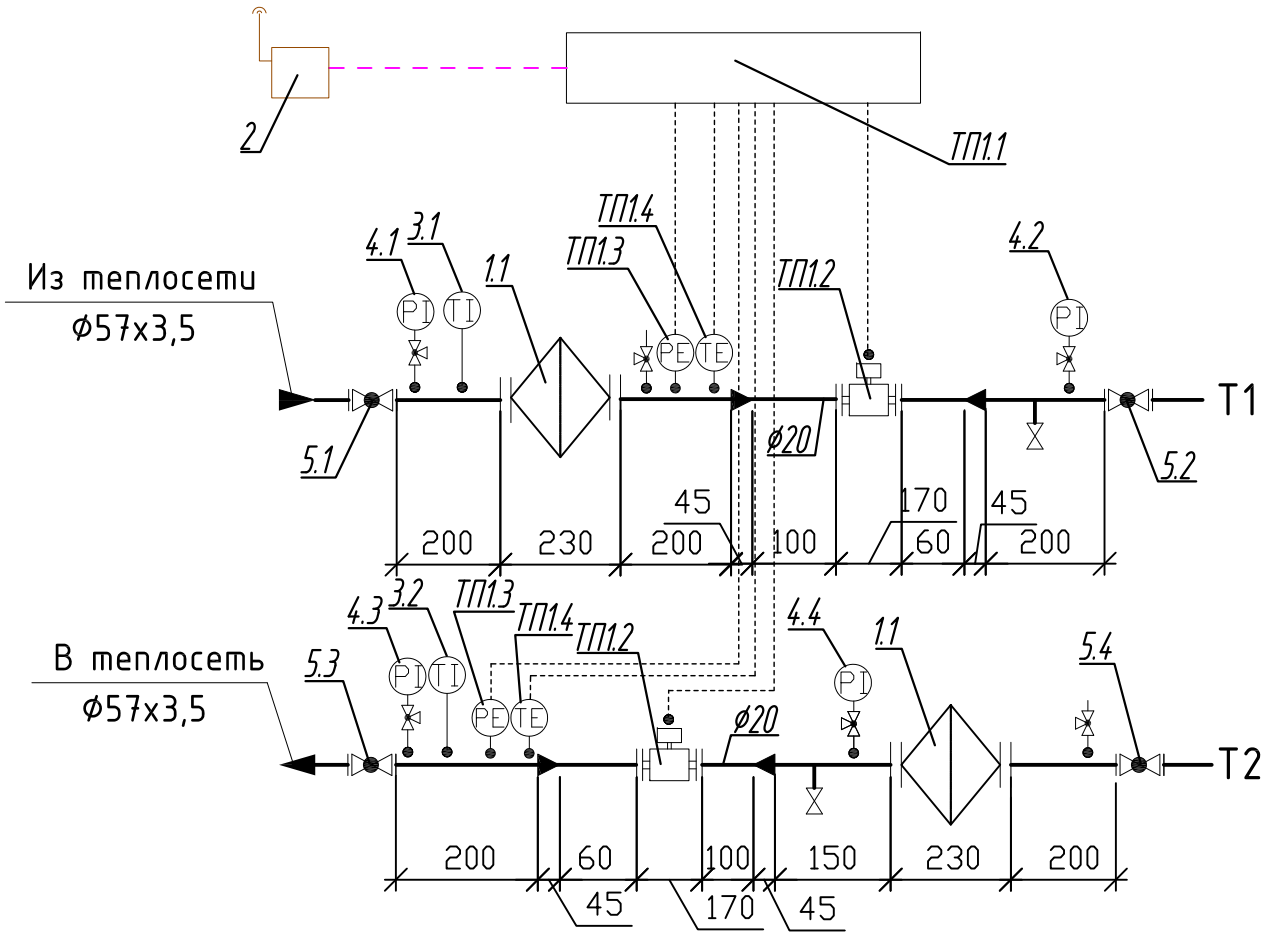 2
ТП1.1
ТП1.4
4.1
3.1
ТП1.3
4.2
1.1
ТП1.2
Из теплосети
PI
TI
PI
Ф57х3,5
PE
TE
Т1
5.1
Ф20
5.2
45
170
45
200
230
200
100
60
200
4.3
3.2
ТП1.3
ТП1.4
ТП1.2
4.4
1.1
В теплосеть
5.3
5.4
PI
TI
PI
Ф57х3,5
PE
TE
Ф20
Т2
200
60
100
150
230
200
45
170
45